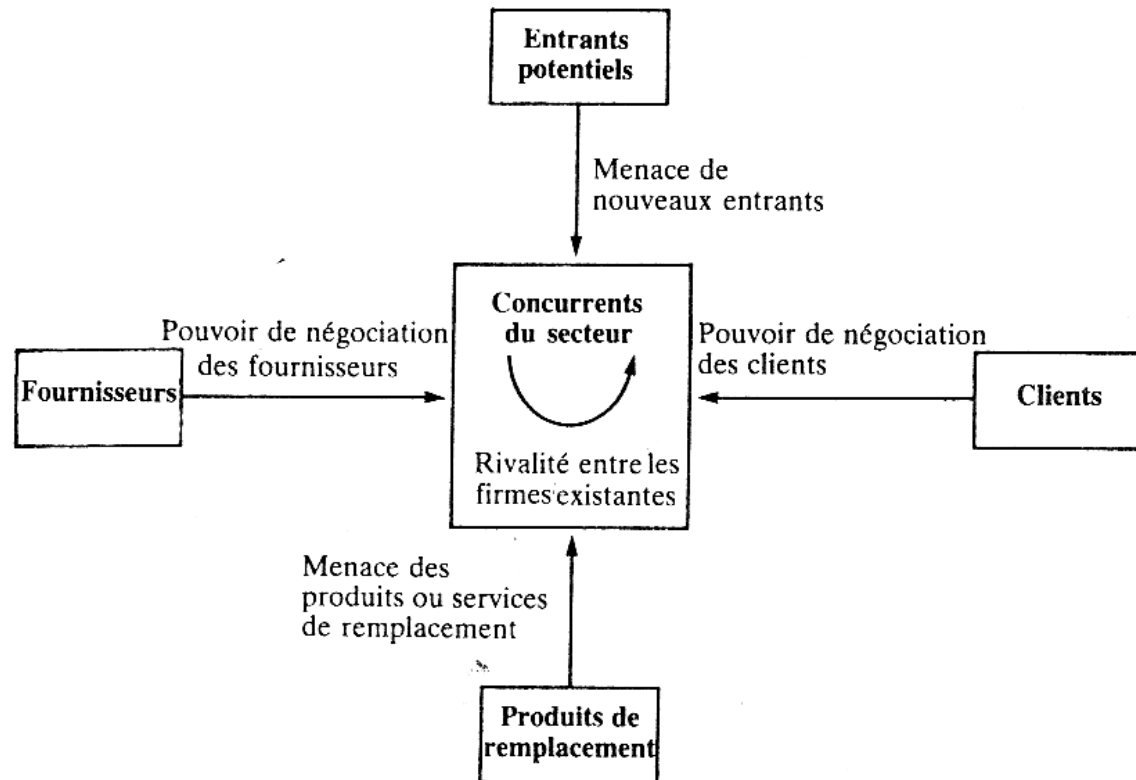 Entrants
potentiels
Menace de
nouveaux entrants
Concurrents
du secteur
Pouvoir de négociation
des fournisseurs
Fournisseurs
Pouvoir de négociation
des clients
Clients
Rivalité entre les
firmes existantes
Menace des
produits ou services
de remplacement
Produits de
remplacement